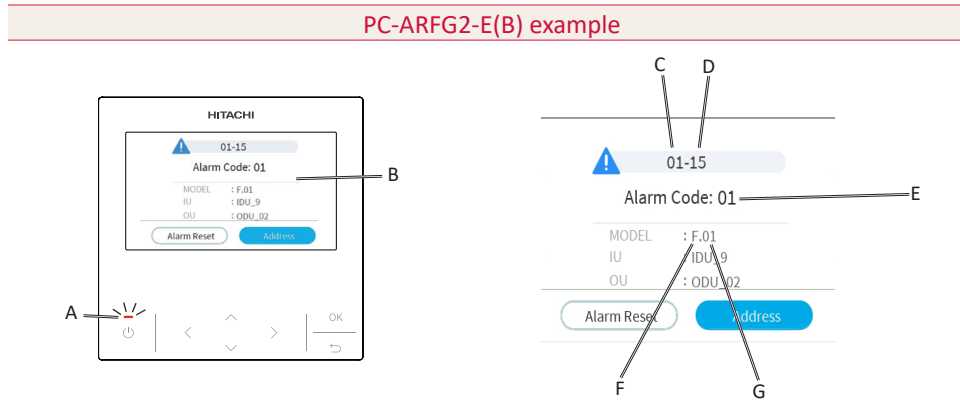 PC-ARFG2-E(B) example
HITACHI
01-15
Alarm Code: 01
MODEL : F.01
IU : IDU_9
OU : ODU_02
Alarm Reset Address
OK
A
B
C D
01-15
Alarm Code: 01
E
MODEL : F.01
IU : IDU_9
OU : ODU_02
Alarm Reset Address
F G